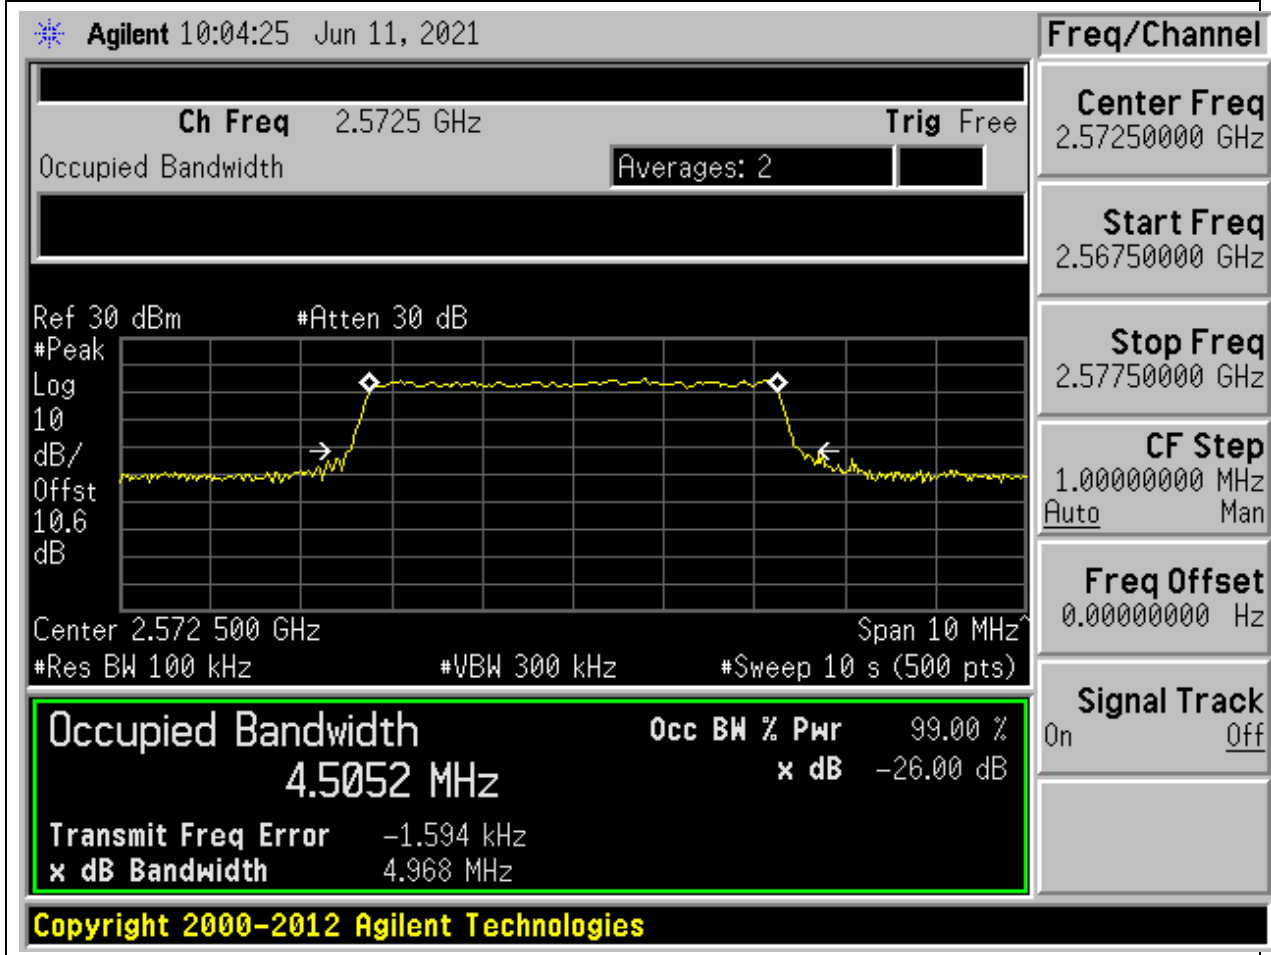 Agilent 10:04:25 Jun 11, 2021
Freq/Channel
Ch Freq 2.5725 GHz Trig Free
Occupied Bandwidth Averages: 2
Center Freq
2.57250000 GHz
Start Freq
2.56750000 GHz
Stop Freq
2.57750000 GHz
CF Step
1.00000000 MHz
Auto Man
Freq Offset
0.00000000 Hz
Signal Track
On Off
Ref 30 dBm #Atten 30 dB
#Peak
Log
10
dB/
Offst
10.6
dB
Center 2.572 500 GHz Span 10 MHz^
#Res BW 100 kHz #VBW 300 kHz #Sweep 10 s (500 pts)
Occupied Bandwidth Occ BW % Pwr 99.00 %
4.5052 MHz x dB -26.00 dB
Transmit Freq Error -1.594 kHz
x dB Bandwidth 4.968 MHz
Copyright 2000-2012 Agilent Technologies